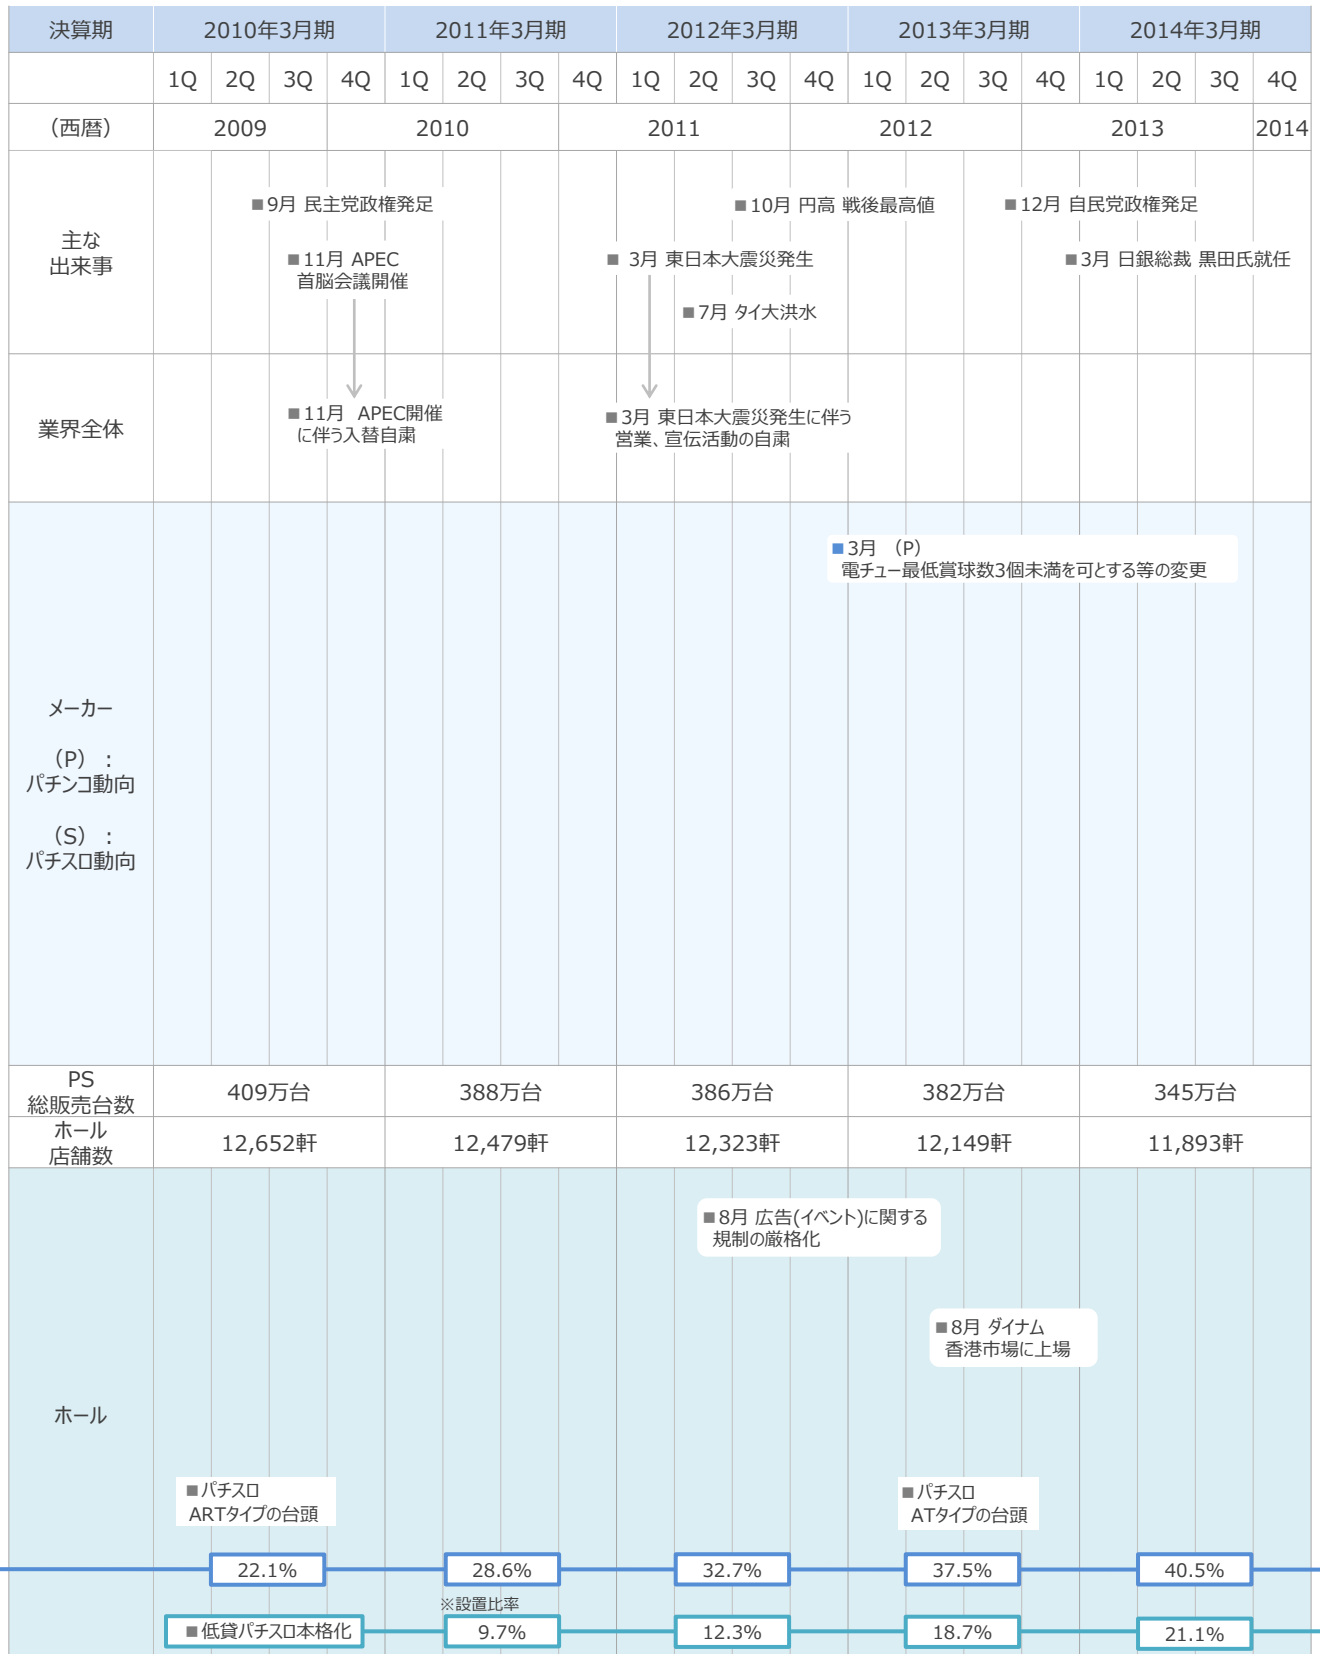 決算期 2010年3月期 2011年3月期 2012年3月期 2013年3月期 2014年3月期
1Q 2Q 3Q 4Q 1Q 2Q 3Q 4Q 1Q 2Q 3Q 4Q 1Q 2Q 3Q 4Q 1Q 2Q 3Q 4Q
(西暦) 2009 2010 2011 2012 2013 2014
主な
出来事
■9月 民主党政権発足
■10月 円高 戦後最高値
■12月 自民党政権発足
■11月 APEC
首脳会議開催
■ 3月 東日本大震災発生
■3月 日銀総裁 黒田氏就任
■7月 タイ大洪水
業界全体
■11月 APEC開催
に伴う入替自粛
■3月 東日本大震災発生に伴う
営業、宣伝活動の自粛
メーカー
(P) :
パチンコ動向
(S) :
パチスロ動向
■3月 (P)
電チュー最低賞球数3個未満を可とする等の変更
PS
総販売台数
409万台 388万台 386万台 382万台 345万台
ホール
店舗数
12,652軒 12,479軒 12,323軒 12,149軒 11,893軒
ホール
■8月 広告(イベント)に関する
規制の厳格化
■8月 ダイナム
香港市場に上場
■パチスロ
ARTタイプの台頭
■パチスロ
ATタイプの台頭
22.1% 28.6% 32.7% 37.5% 40.5%
※設置比率
■低貸パチスロ本格化 9.7% 12.3% 18.7% 21.1%